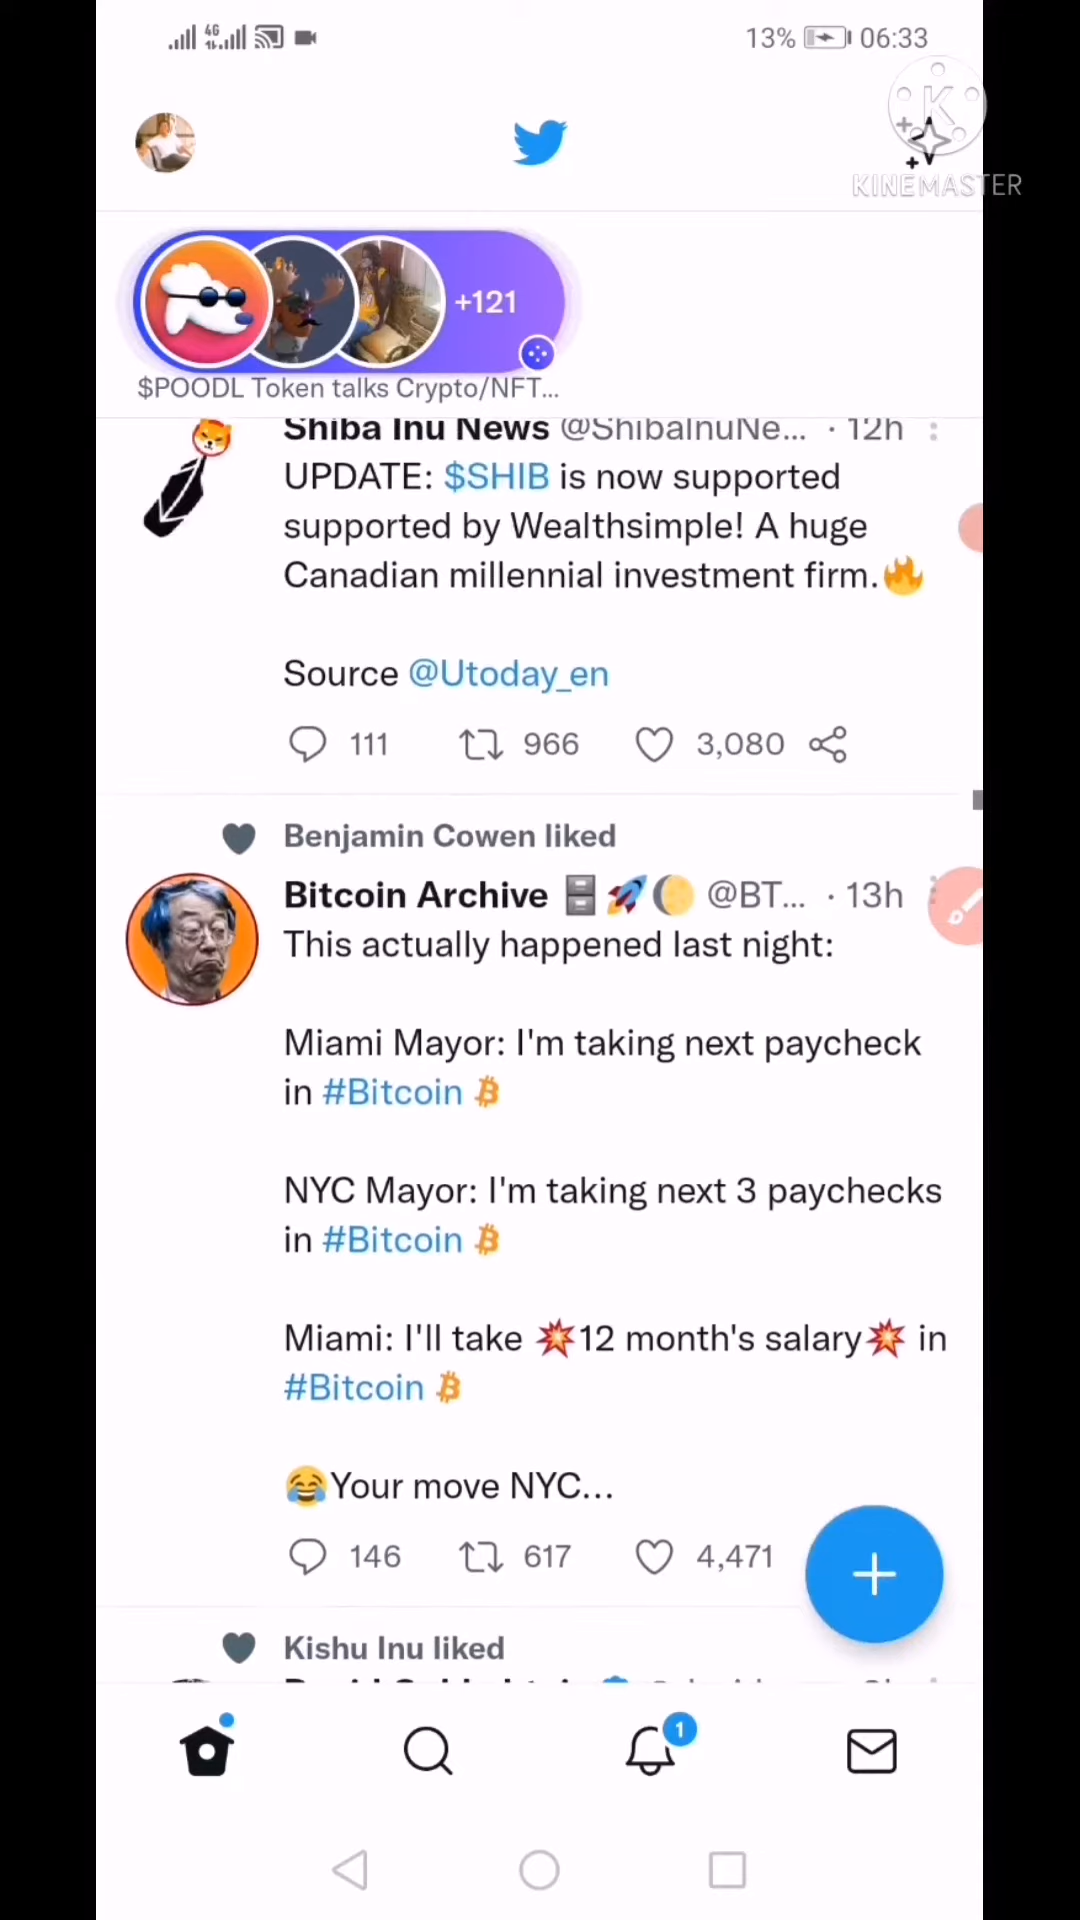 4G
13% 06:33
KINEMASTER
+121
$POODL Token talks Crypto/NFT...
Shiba Inu News @ShibaInuNe... · 12h
UPDATE: $SHIB is now supported
supported by Wealthsimple! A huge
Canadian millennial investment firm.🔥
Source @Utoday_en
111 966 3,080
Benjamin Cowen liked
Bitcoin Archive 🗄🚀🌔 @BT... · 13h
This actually happened last night:
Miami Mayor: I'm taking next paycheck
in #Bitcoin
NYC Mayor: I'm taking next 3 paychecks
in #Bitcoin
Miami: I'll take 💥12 month's salary💥 in
#Bitcoin
😂Your move NYC...
146 617 4,471
Kishu Inu liked
1